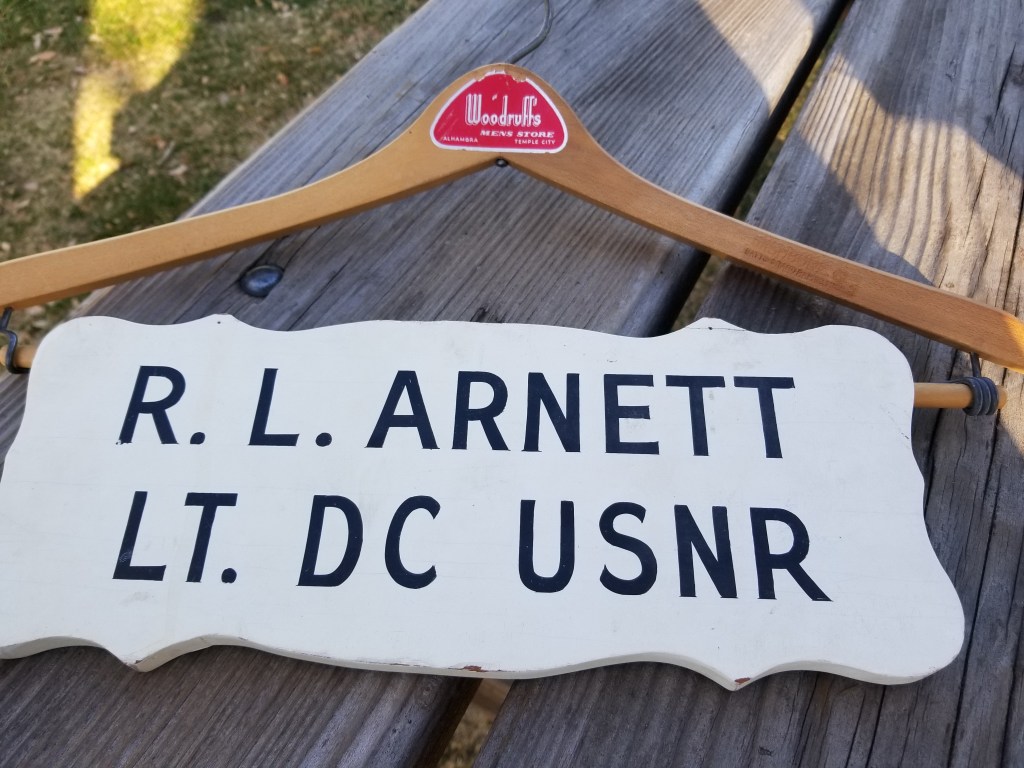 Woodruff's
MENS STORE
ALHAMBRA TEMPLE CITY
R. L. ARNETT
LT. DC USNR